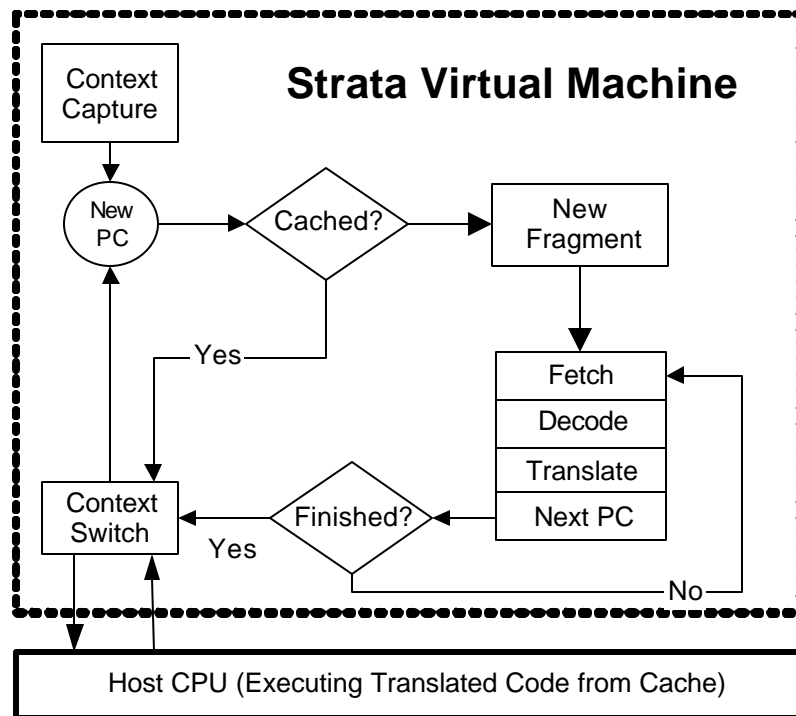 Strata Virtual Machine
Context
Capture
New
PC
Cached?
New
Fragment
Yes
Fetch
Decode
Translate
Next PC
Finished?
Context
Switch
Yes
No
Host CPU (Executing Translated Code from Cache)